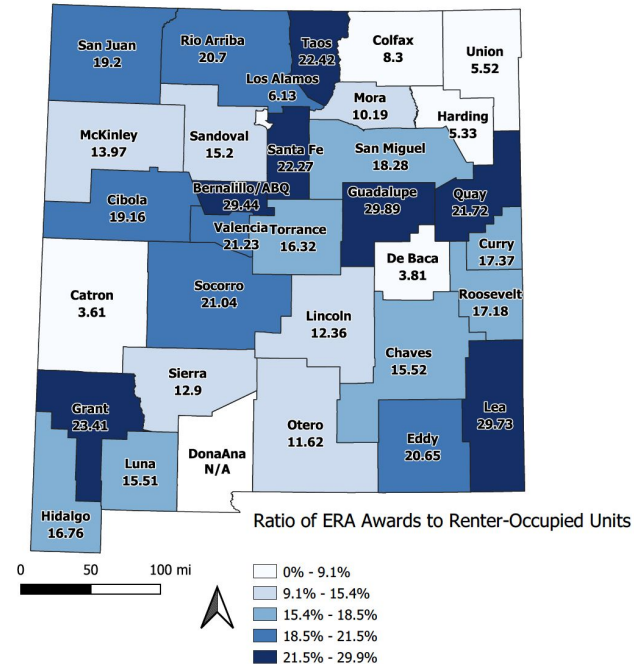 San Juan
19.2
Rio Arriba
20.7
Taos
22.42
Colfax
8.3
Union
5.52
Los Alamos
6.13
Mora
10.19
Harding
5.33
McKinley
13.97
Sandoval
15.2
Santa Fe
22.27
San Miguel
18.28
Cibola
19.16
Bernalillo/ABQ
29.44
Guadalupe
29.89
Quay
21.72
Valencia
21.23
Torrance
16.32
Curry
17.37
De Baca
3.81
Catron
3.61
Socorro
21.04
Roosevelt
17.18
Lincoln
12.36
Chaves
15.52
Sierra
12.9
Grant
23.41
Otero
11.62
Lea
29.73
Eddy
20.65
DonaAna
N/A
Luna
15.51
Hidalgo
16.76
Ratio of ERA Awards to Renter-Occupied Units
0 50 100 mi
0% - 9.1%
9.1% - 15.4%
15.4% - 18.5%
18.5% - 21.5%
21.5% - 29.9%